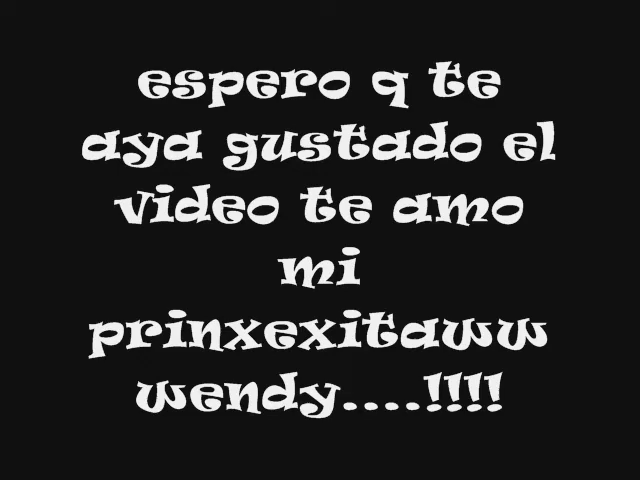 espero q te
aya gustado el
video te amo
mi
prinxexitaww
wendy....!!!!